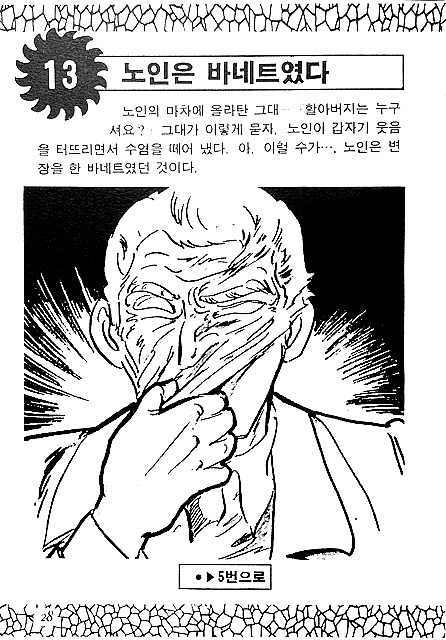 13 노인은 바네트였다
노인의 마차에 올라탄 그대— 「할아버지는 누구
셔요?」 그대가 이렇게 묻자, 노인이 갑자기 웃음
을 터뜨리면서 수염을 떼어 냈다. 아, 이럴 수가…, 노인은 변
장을 한 바네트였던 것이다.
●▶5번으로
28